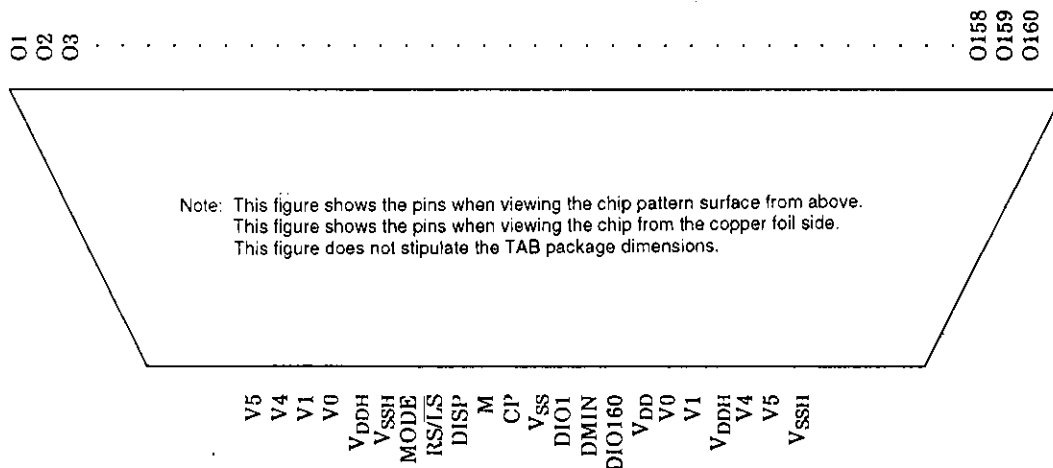 O1 O2 O3 . . . . . . . . . . . . . . . . . . . . . . . . . . . . . . . . . . O158 O159 O160
Note: This figure shows the pins when viewing the chip pattern surface from above.
This figure shows the pins when viewing the chip from the copper foil side.
This figure does not stipulate the TAB package dimensions.
V5 V4 V1 V0 VDDH VSSH MODE RS/L̅S̅ DISP M CP VSS DIO1 DMIN DIO160 VDD V0 V1 VDDH V4 V5 VSSH